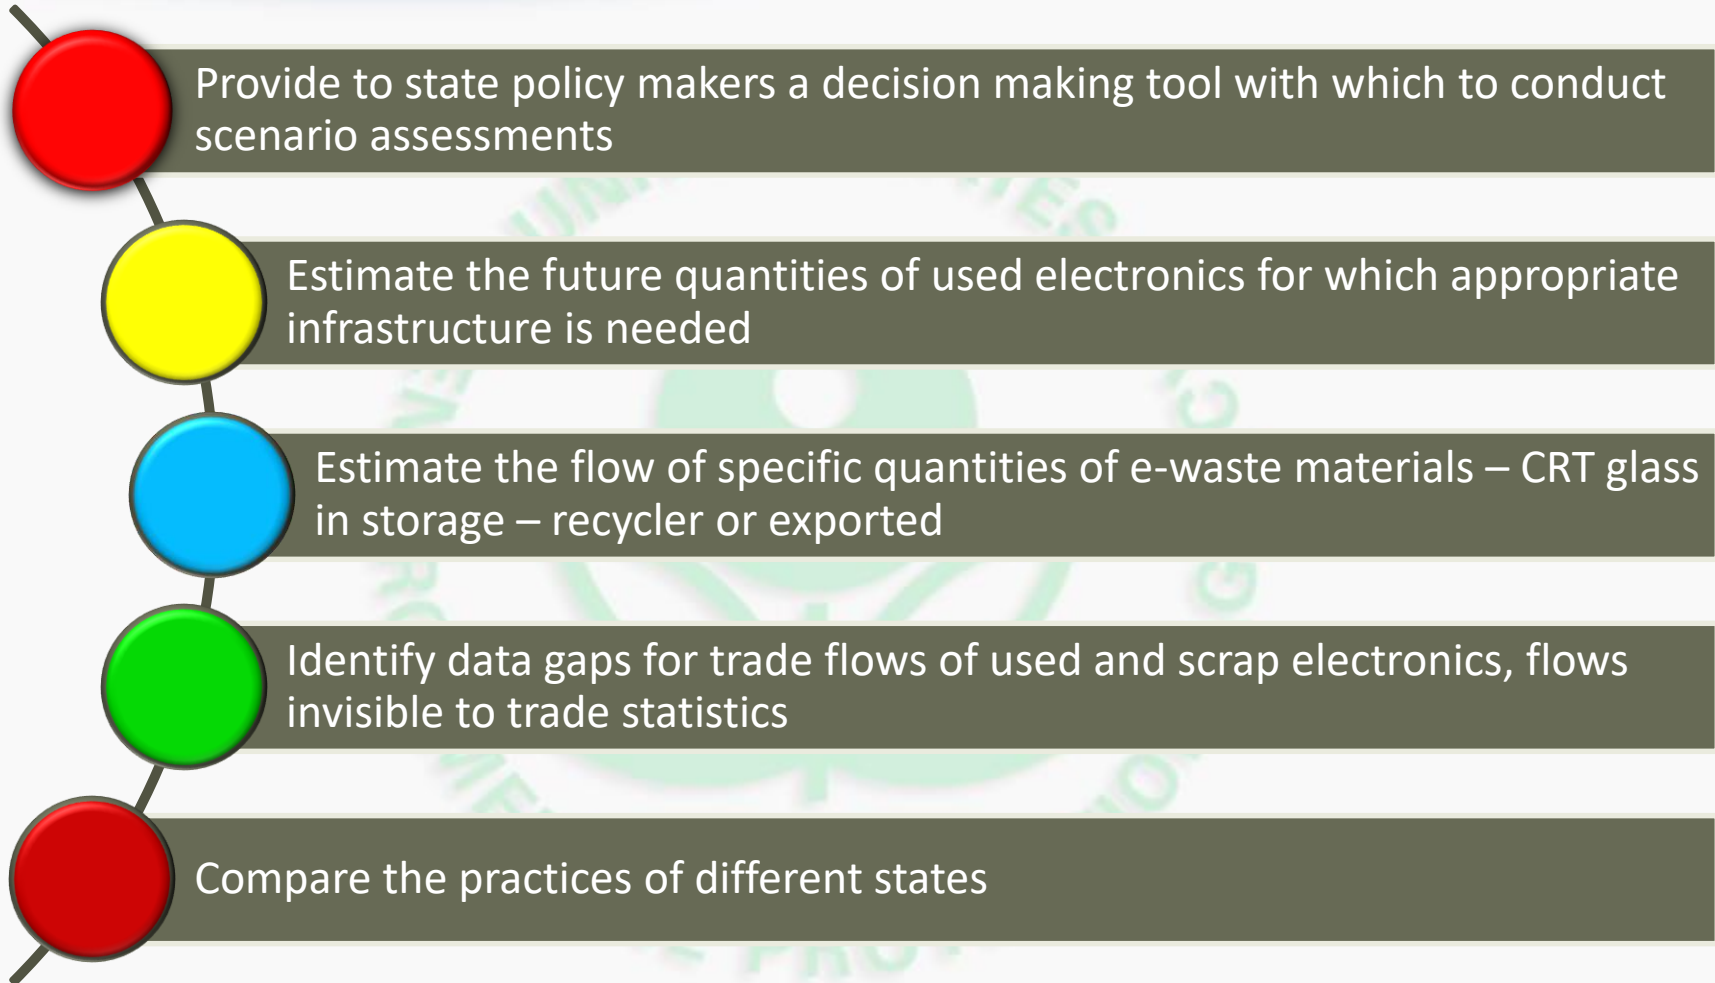 Provide to state policy makers a decision making tool with which to conduct
scenario assessments
Estimate the future quantities of used electronics for which appropriate
infrastructure is needed
Estimate the flow of specific quantities of e-waste materials – CRT glass
in storage – recycler or exported
Identify data gaps for trade flows of used and scrap electronics, flows
invisible to trade statistics
Compare the practices of different states